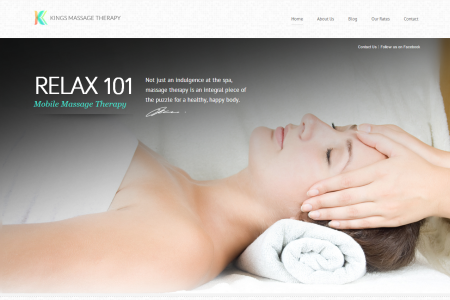 KINGS MASSAGE THERAPY
Home About Us Blog Our Rates Contact
Contact Us | Follow us on Facebook
RELAX 101
Mobile Massage Therapy
Not just an indulgence at the spa,
massage therapy is an integral piece of
the puzzle for a healthy, happy body.